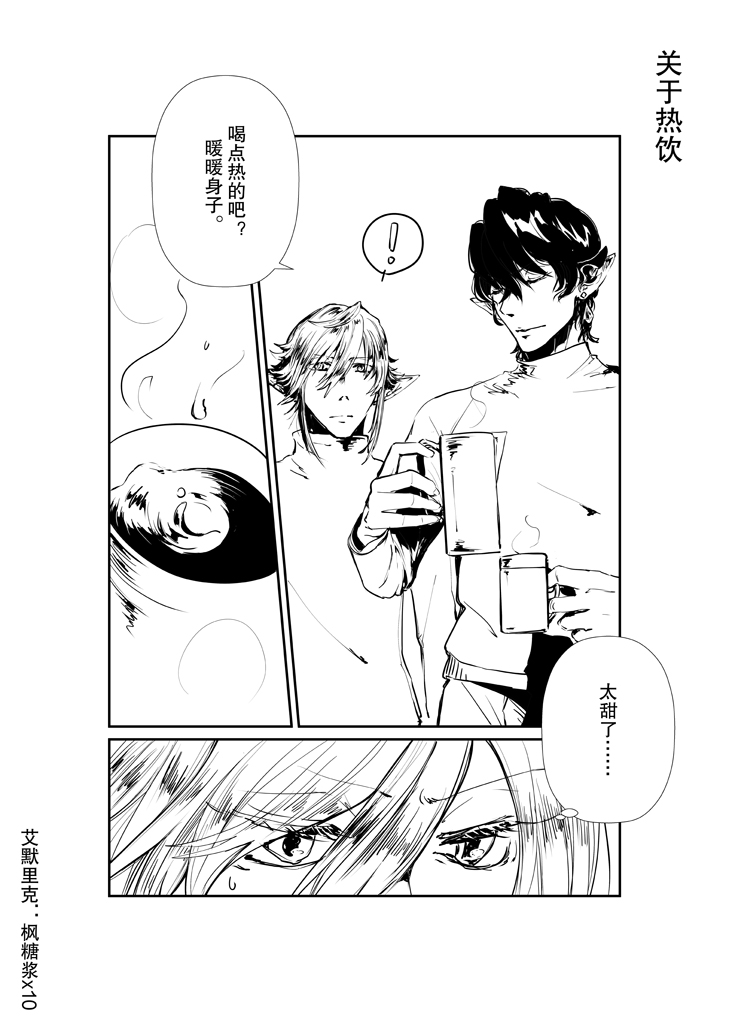 关于热饮
喝点热的吧？
暖暖身子。
！
太甜了……
艾默里克：枫糖浆x10